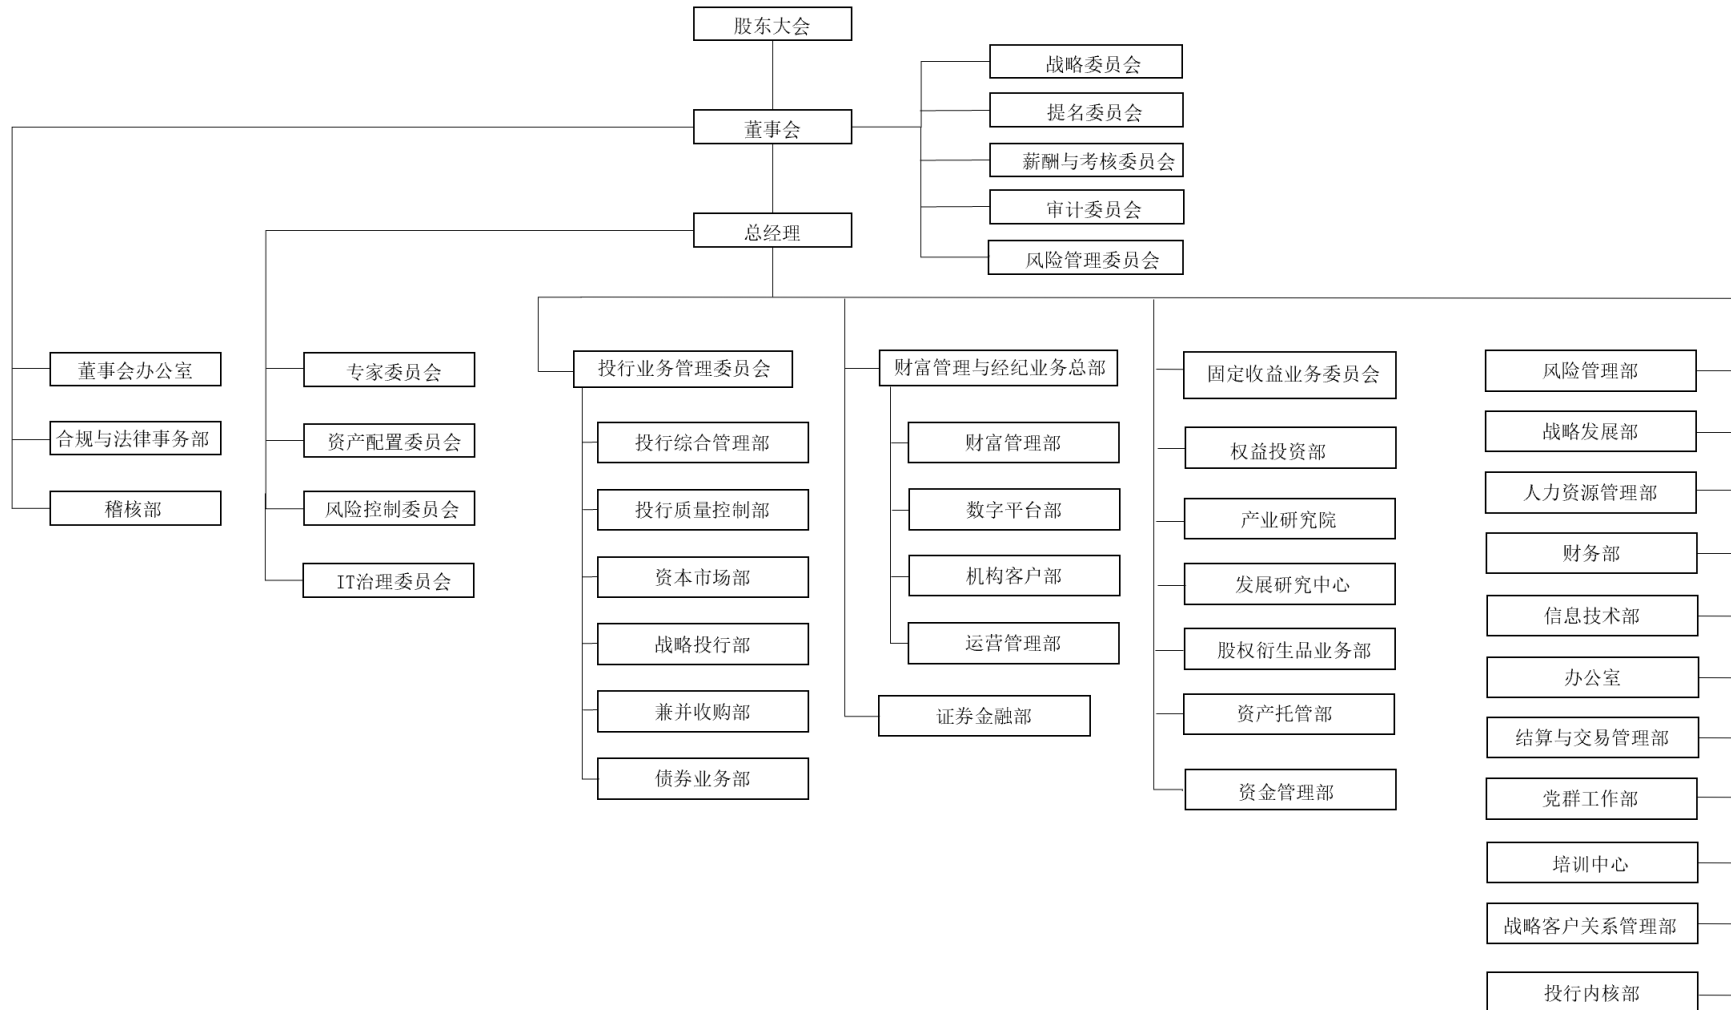 股东大会
董事会
总经理
战略委员会
提名委员会
薪酬与考核委员会
审计委员会
风险管理委员会
董事会办公室
合规与法律事务部
稽核部
专家委员会
资产配置委员会
风险控制委员会
IT治理委员会
投行业务管理委员会
投行综合管理部
投行质量控制部
资本市场部
战略投行部
兼并收购部
债券业务部
财富管理与经纪业务总部
财富管理部
数字平台部
机构客户部
运营管理部
证券金融部
固定收益业务委员会
权益投资部
产业研究院
发展研究中心
股权衍生品业务部
资产托管部
资金管理部
风险管理部
战略发展部
人力资源管理部
财务部
信息技术部
办公室
结算与交易管理部
党群工作部
培训中心
战略客户关系管理部
投行内核部